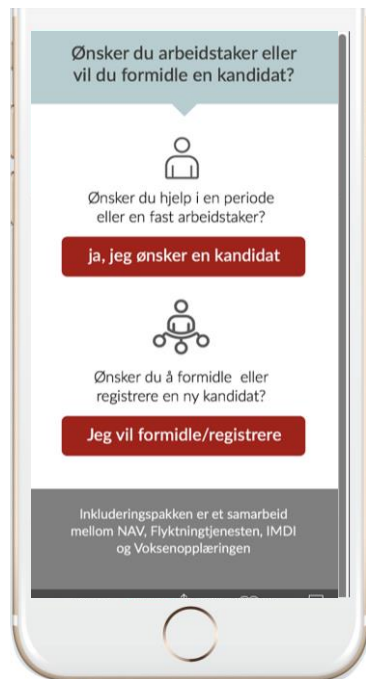 Ønsker du arbeidstaker eller
vil du formidle en kandidat?
Ønsker du hjelp i en periode
eller en fast arbeidstaker?
ja, jeg ønsker en kandidat
Ønsker du å formidle eller
registrere en ny kandidat?
Jeg vil formidle/registrere
Inkluderingspakken er et samarbeid
mellom NAV, Flyktningtjenesten, IMDI
og Voksenopplæringen